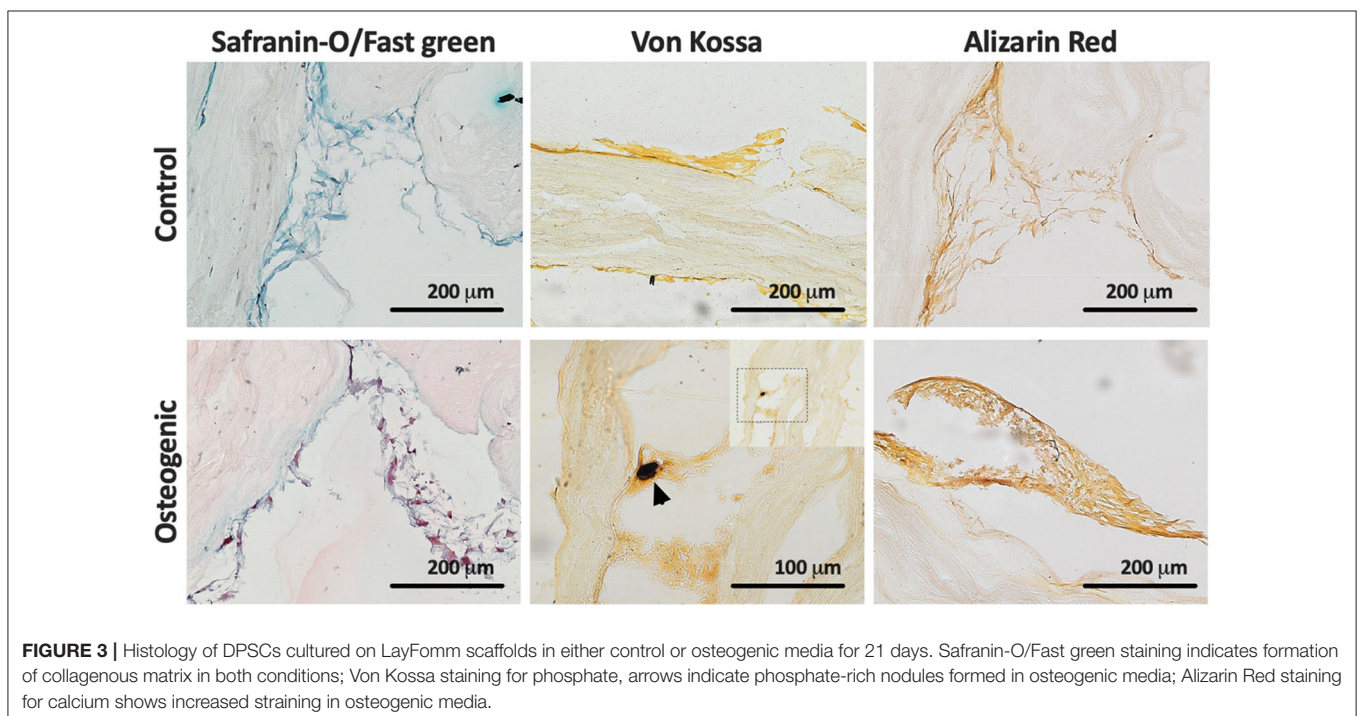 Safranin-O/Fast green Von Kossa Alizarin Red
Control
200 µm 200 µm 200 µm
Osteogenic
200 µm 100 µm 200 µm
FIGURE 3 | Histology of DPSCs cultured on LayFomm scaffolds in either control or osteogenic media for 21 days. Safranin-O/Fast green staining indicates formation
of collagenous matrix in both conditions; Von Kossa staining for phosphate, arrows indicate phosphate-rich nodules formed in osteogenic media; Alizarin Red staining
for calcium shows increased straining in osteogenic media.